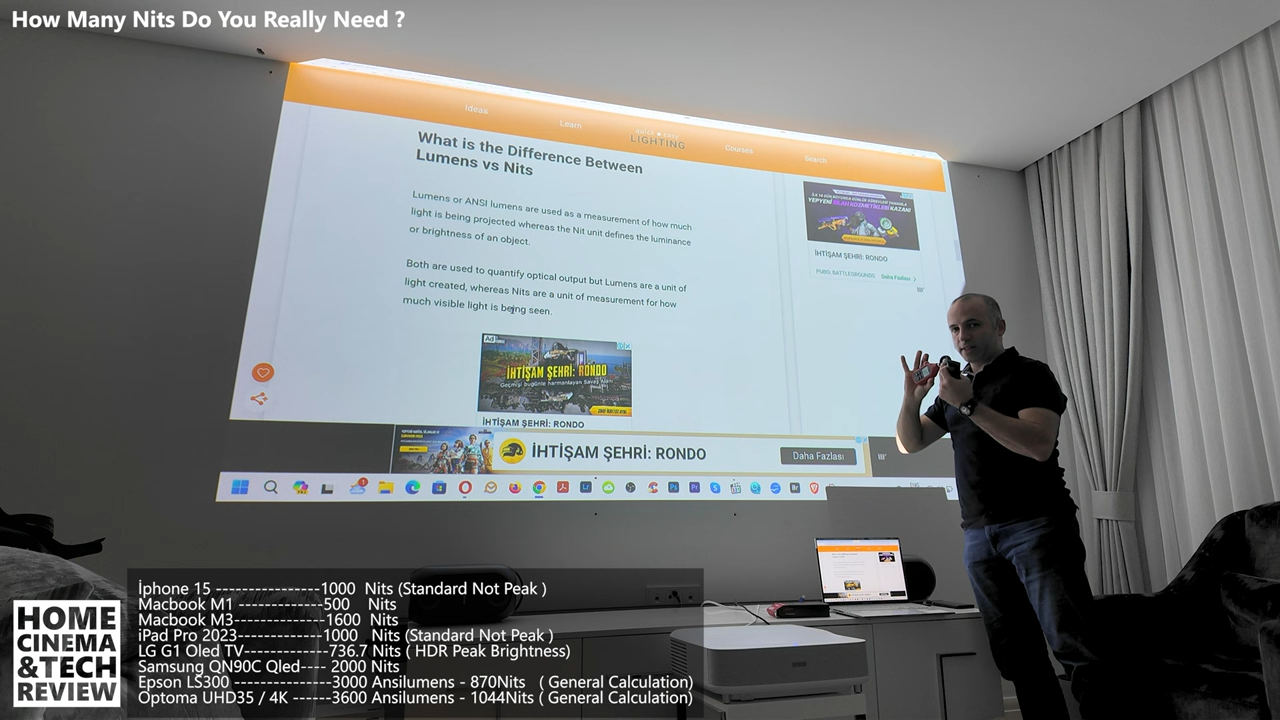 How Many Nits Do You Really Need ?
Ideas
Learn
quick & easy
LIGHTING
Courses
Search
What is the Difference Between
Lumens vs Nits
Lumens or ANSI lumens are used as a measurement of how much
light is being projected whereas the Nit unit defines the luminance
or brightness of an object.
Both are used to quantify optical output but Lumens are a unit of
light created, whereas Nits are a unit of measurement for how
much visible light is being seen.
İHTİŞAM ŞEHRİ: RONDO
PUBG: BATTLEGROUNDS
Daha Fazlası >
Ad
İHTİŞAM ŞEHRİ: RONDO
Geçmişi bugünle harmanlayan Savaş Alanı
İHTİŞAM ŞEHRİ: RONDO
İHTİŞAM ŞEHRİ: RONDO
Daha Fazlası
İphone 15 ----------------1000 Nits (Standard Not Peak )
Macbook M1 -------------500 Nits
Macbook M3--------------1600 Nits
iPad Pro 2023------------1000 Nits (Standard Not Peak )
LG G1 Oled TV------------736.7 Nits ( HDR Peak Brightness)
Samsung QN90C Qled---- 2000 Nits
Epson LS300 --------------3000 Ansilumens - 870Nits ( General Calculation)
Optoma UHD35 / 4K ------3600 Ansilumens - 1044Nits ( General Calculation)
HOME
CINEMA
&TECH
REVIEW